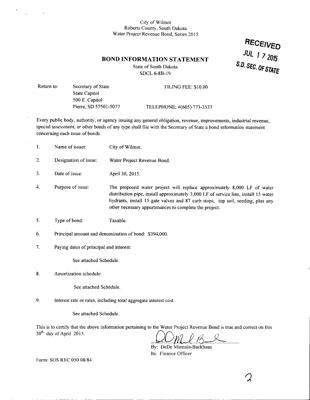 City of Wilmot
Roberts County, South Dakota
Water Project Revenue Bond, Series 2015
RECEIVED
JUL 17 2015
S.D. SEC. OF STATE
BOND INFORMATION STATEMENT
State of South Dakota
SDCL 6-8B-19
Return to: Secretary of State FILING FEE: $10.00
State Capitol
500 E. Capitol
Pierre, SD 57501-5077 TELEPHONE: #(605) 773-3537
Every public body, authority, or agency issuing any general obligation, revenue, improvements, industrial revenue,
special assessment, or other bonds of any type shall file with the Secretary of State a bond information statement
concerning each issue of bonds.
1. Name of issuer: City of Wilmot.
2. Designation of issue: Water Project Revenue Bond.
3. Date of issue: April 30, 2015.
4. Purpose of issue: The proposed water project will replace approximately 8,000 LF of water
distribution pipe, install approximately 3,000 LF of service line, install 15 water
hydrants, install 15 gate valves and 87 curb stops, top soil, seeding, plus any
other necessary appurtenances to complete the project.
5. Type of bond: Taxable.
6. Principal amount and denomination of bond: $394,000.
7. Paying dates of principal and interest:
See attached Schedule.
8. Amortization schedule:
See attached Schedule.
9. Interest rate or rates, including total aggregate interest cost:
See attached Schedule.
This is to certify that the above information pertaining to the Water Project Revenue Bond is true and correct on this
30th day of April 2015.
By: DeDe
Its: Finance Officer
Form: SOS REC 050 08/84
2